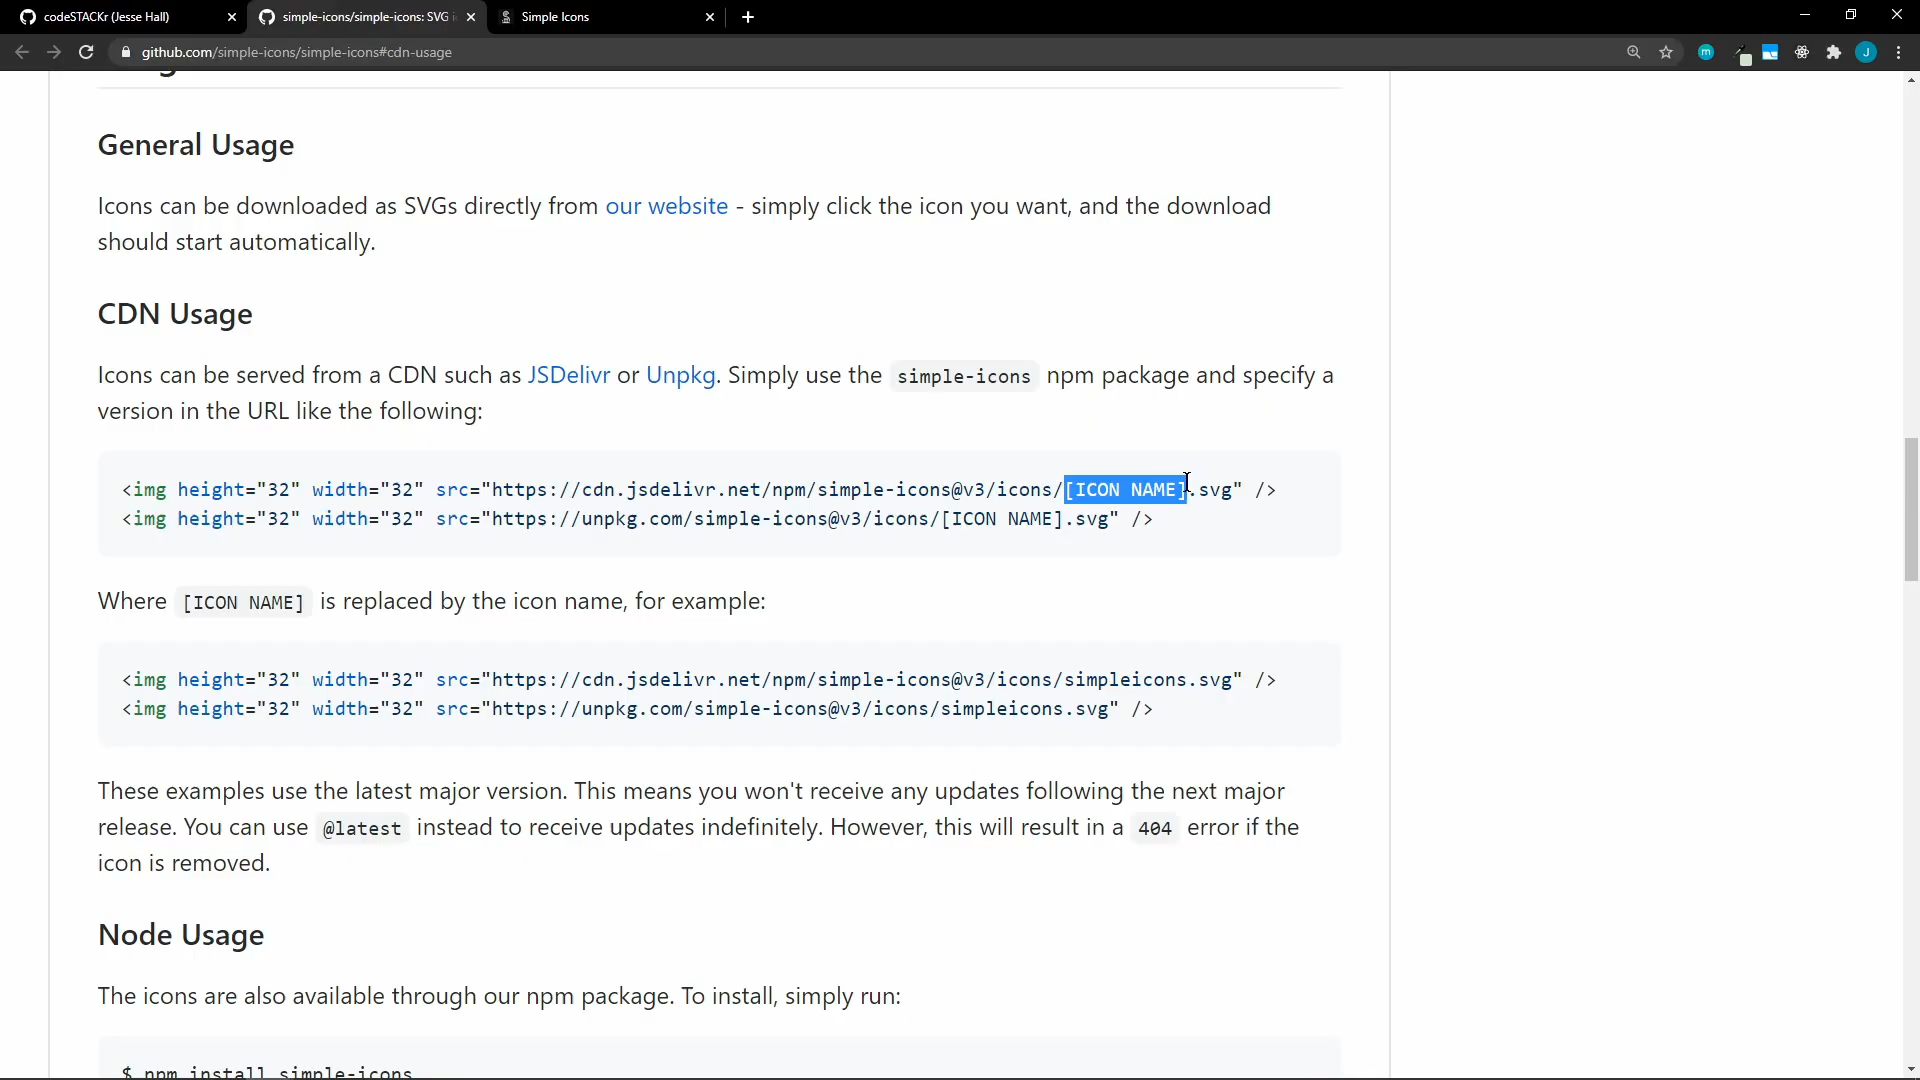 codeSTACKr (Jesse Hall)
simple-icons/simple-icons: SVG
Simple Icons
github.com/simple-icons/simple-icons#cdn-usage
m
J
General Usage
Icons can be downloaded as SVGs directly from our website - simply click the icon you want, and the download
should start automatically.
CDN Usage
Icons can be served from a CDN such as JSDelivr or Unpkg. Simply use the simple-icons npm package and specify a
version in the URL like the following:
<img height="32" width="32" src="https://cdn.jsdelivr.net/npm/simple-icons@v3/icons/[ICON NAME].svg" />
<img height="32" width="32" src="https://unpkg.com/simple-icons@v3/icons/[ICON NAME].svg" />
Where [ICON NAME] is replaced by the icon name, for example:
<img height="32" width="32" src="https://cdn.jsdelivr.net/npm/simple-icons@v3/icons/simpleicons.svg" />
<img height="32" width="32" src="https://unpkg.com/simple-icons@v3/icons/simpleicons.svg" />
These examples use the latest major version. This means you won't receive any updates following the next major
release. You can use @latest instead to receive updates indefinitely. However, this will result in a 404 error if the
icon is removed.
Node Usage
The icons are also available through our npm package. To install, simply run:
$ npm install simple-icons